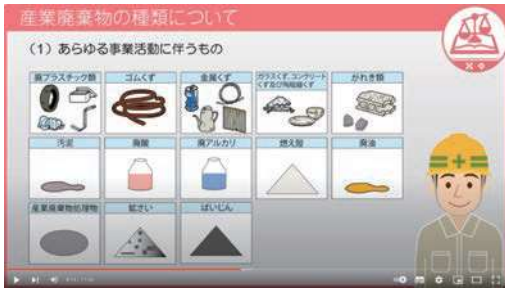 産業廃棄物の種類について
（1）あらゆる事業活動に伴うもの
廃プラスチック類
ゴムくず
金属くず
ガラスくず、コンクリート
くず及び陶磁器くず
がれき類
汚泥
廃酸
廃アルカリ
燃え殻
廃油
産業廃棄物処理物
鉱さい
ばいじん